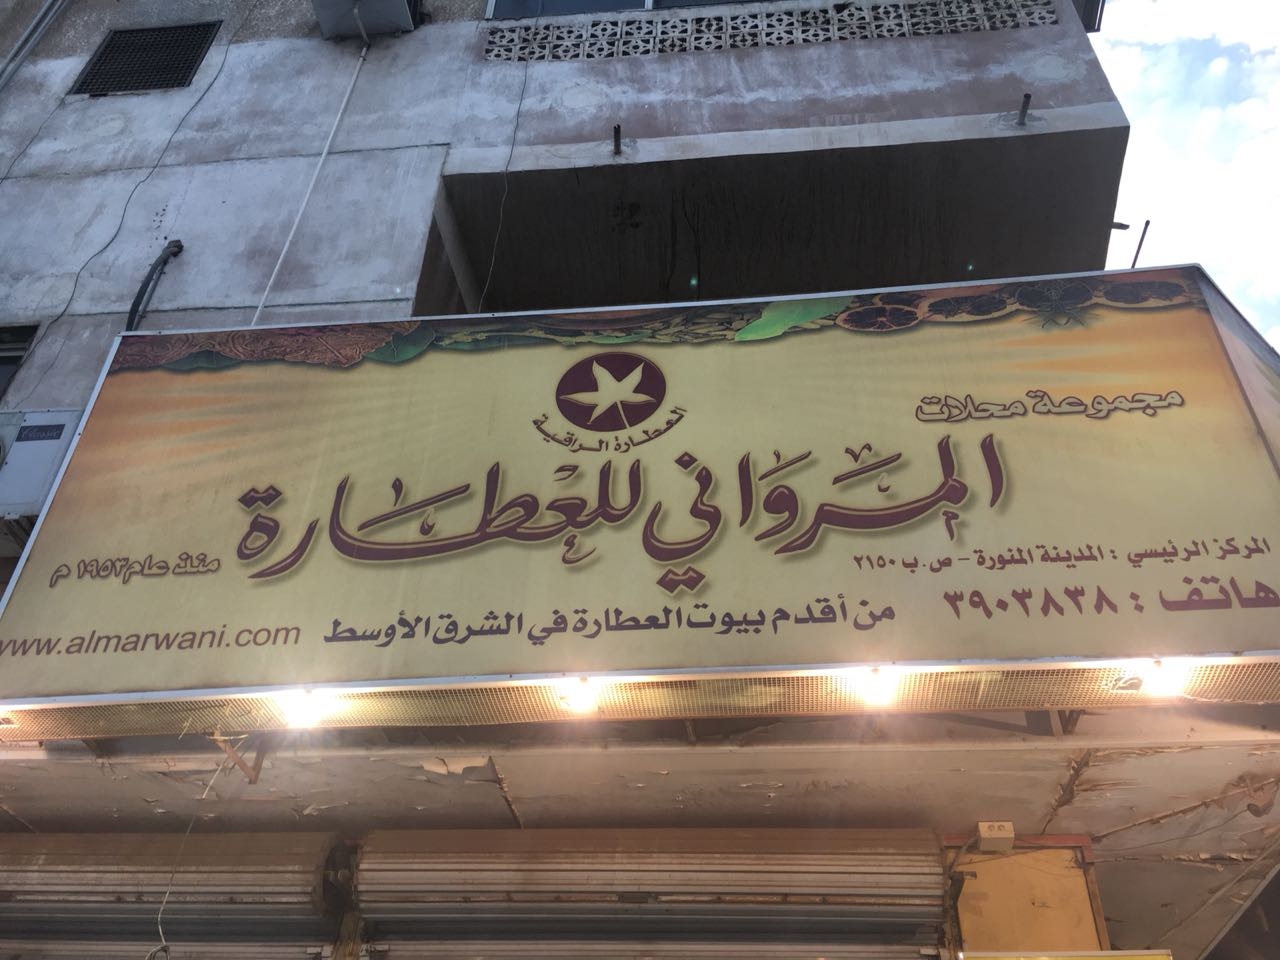 العطارة الراقية
مجموعة محلات
المرواني للعطارة
منذ عام ١٩٥٣ م
المركز الرئيسي : المدينة المنورة - ص . ب ٢١٥٠
هاتف : ٣٩٠٣٨٣٨
من أقدم بيوت العطارة في الشرق الأوسط
www.almarwani.com